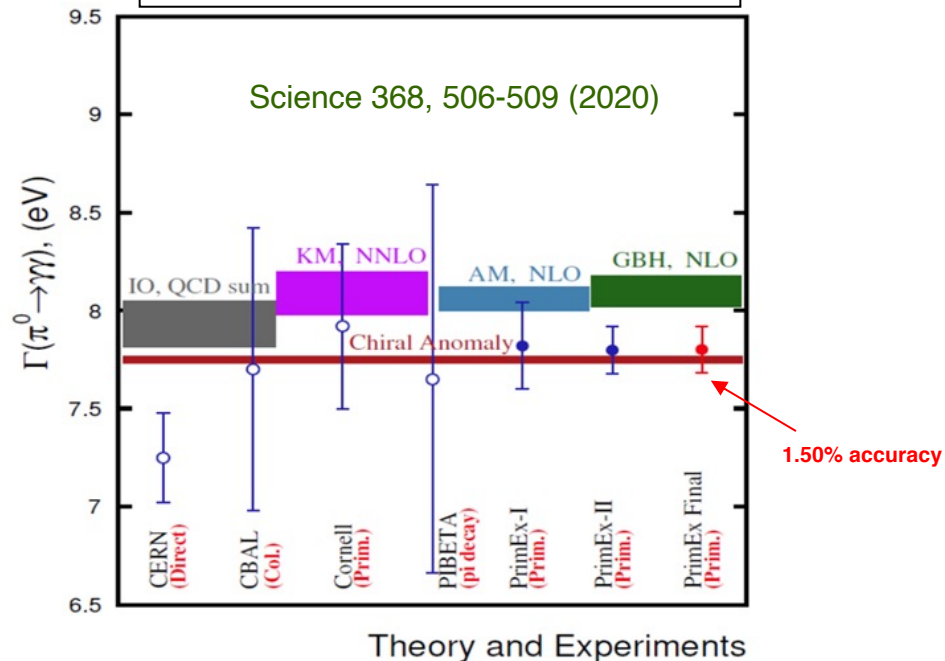 9.5
Science 368, 506-509 (2020)
9
8.5
KM, NNLO
GBH, NLO
AM, NLO
IO, QCD sum
8
Chiral Anomaly
7.5
1.50% accuracy
7
6.5
Γ(π⁰→γγ), (eV)
CERN
(Direct)
CBAL
(Col.)
Cornell
(Prim.)
PIBETA
(pi decay)
PrimEx-I
(Prim.)
PrimEx-II
(Prim.)
PrimEx Final
(Prim.)
Theory and Experiments